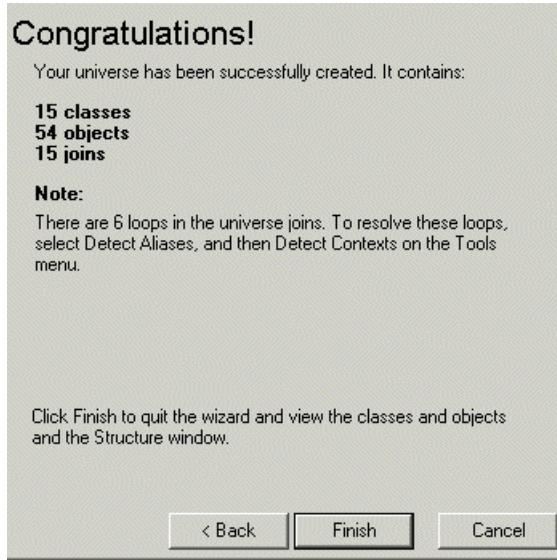 Congratulations!
Your universe has been successfully created. It contains:
15 classes
54 objects
15 joins
Note:
There are 6 loops in the universe joins. To resolve these loops,
select Detect Aliases, and then Detect Contexts on the Tools
menu.
Click Finish to quit the wizard and view the classes and objects
and the Structure window.
< Back Finish Cancel